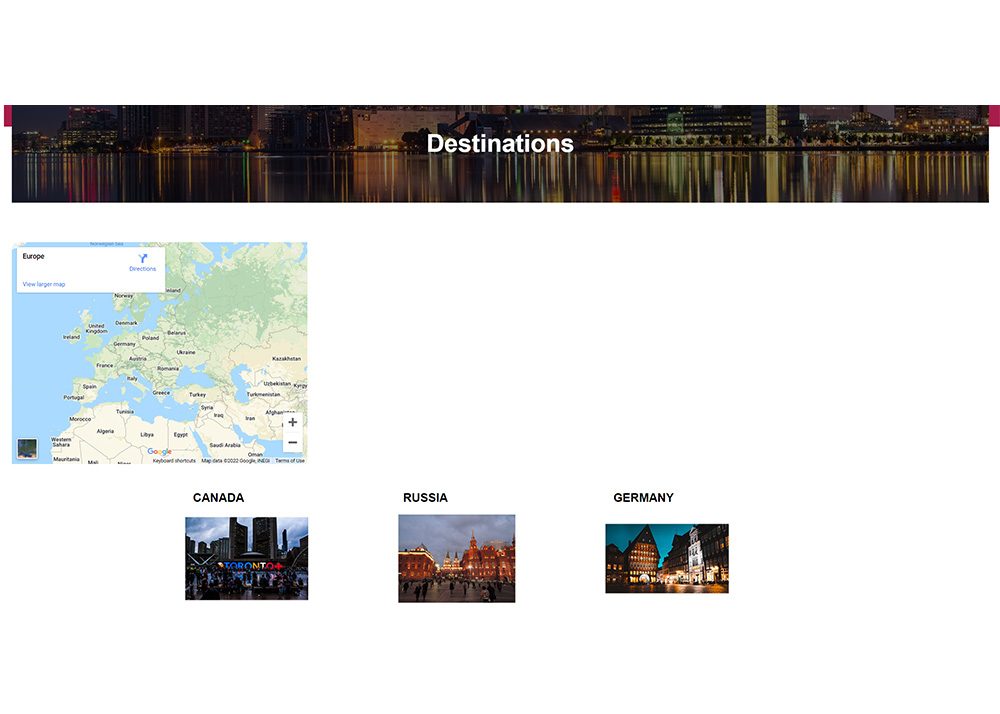 Destinations
Norwegian Sea
Europe
Directions
View larger map
inland
Norway
United
Kingdom
Denmark
Ireland
Belarus
Poland
Germany
Ukraine
Austria
France
Kazakhstan
Romania
Italy
Spain
Uzbekistan
Kyrgy
Greece
Turkey
Turkmenistan
Portugal
Syria
Tunisia
Afghanistan
Iraq
Iran
Morocco
Algeria
Libya
Egypt
Western
Sahara
Saudi Arabia
Oman
Mauritania
Mali
Niger
Google
Keyboard shortcuts
Map data ©2022 Google, INEGI
Terms of Use
CANADA
RUSSIA
GERMANY
TORONTO